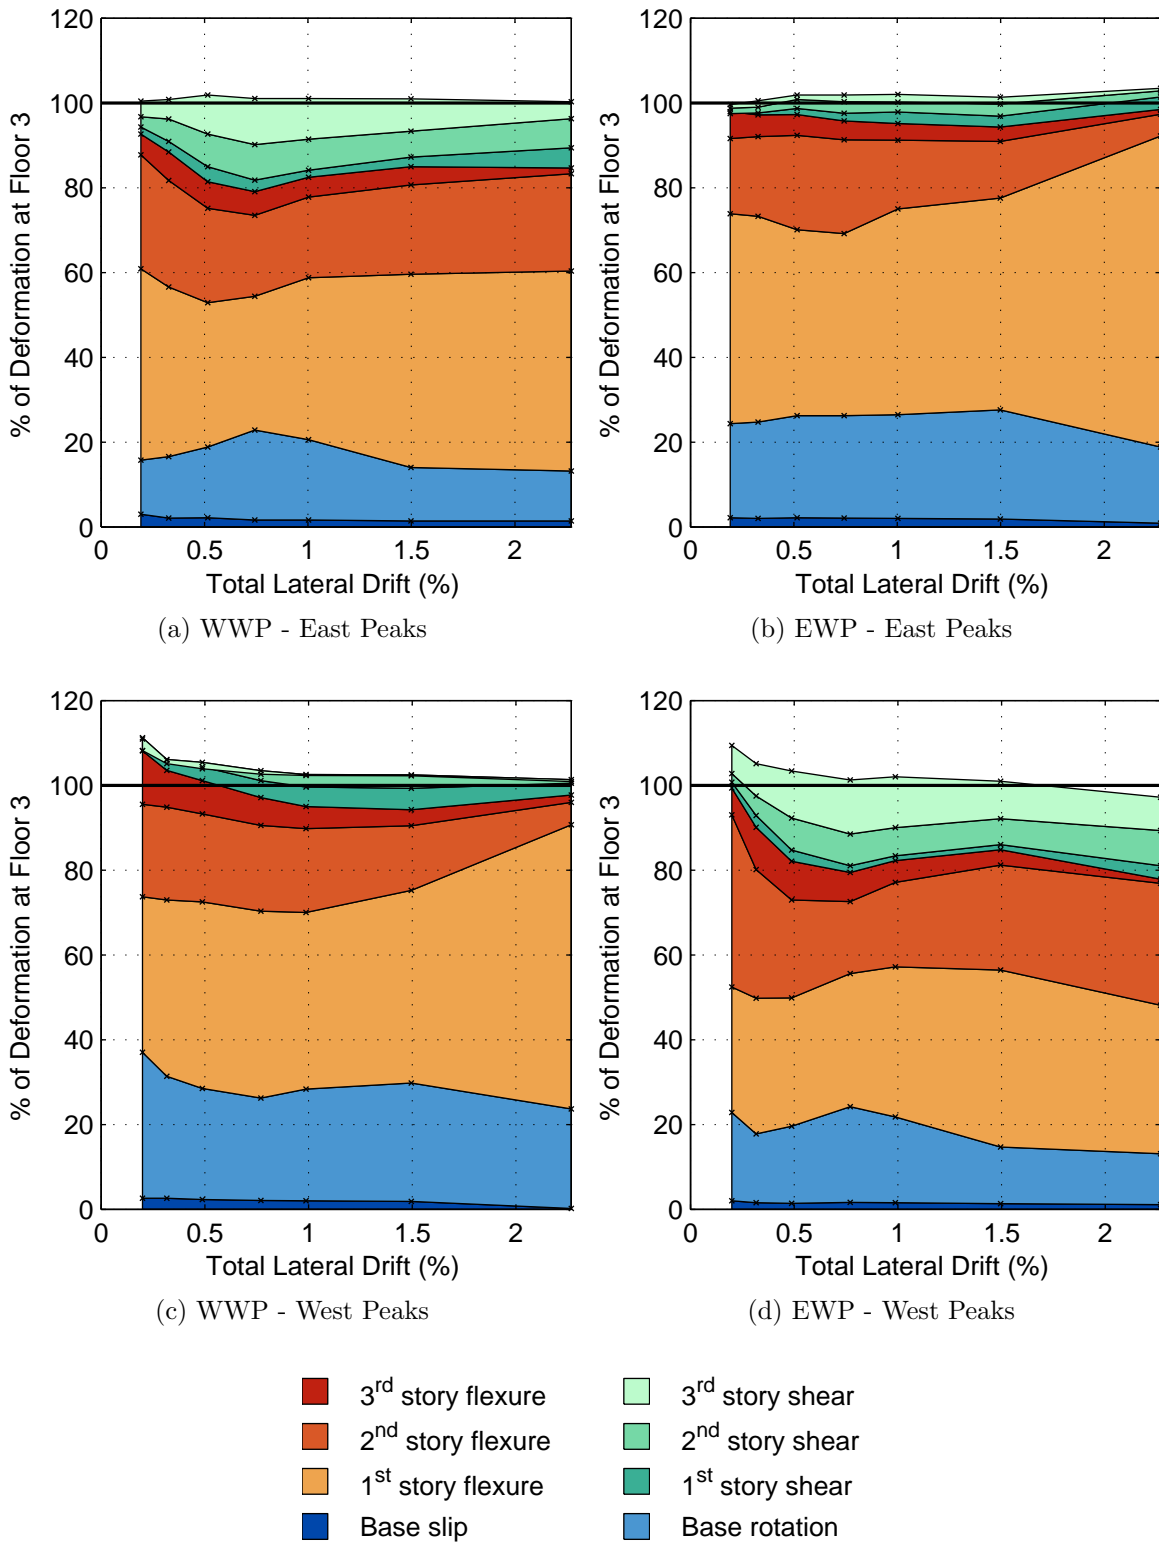 120
100
80
60
40
20
0
% of Deformation at Floor 3
0 0.5 1 1.5 2
Total Lateral Drift (%)
(a) WWP - East Peaks
120
100
80
60
40
20
0
% of Deformation at Floor 3
0 0.5 1 1.5 2
Total Lateral Drift (%)
(b) EWP - East Peaks
120
100
80
60
40
20
0
% of Deformation at Floor 3
0 0.5 1 1.5 2
Total Lateral Drift (%)
(c) WWP - West Peaks
120
100
80
60
40
20
0
% of Deformation at Floor 3
0 0.5 1 1.5 2
Total Lateral Drift (%)
(d) EWP - West Peaks
3rd story flexure
2nd story flexure
1st story flexure
Base slip
3rd story shear
2nd story shear
1st story shear
Base rotation